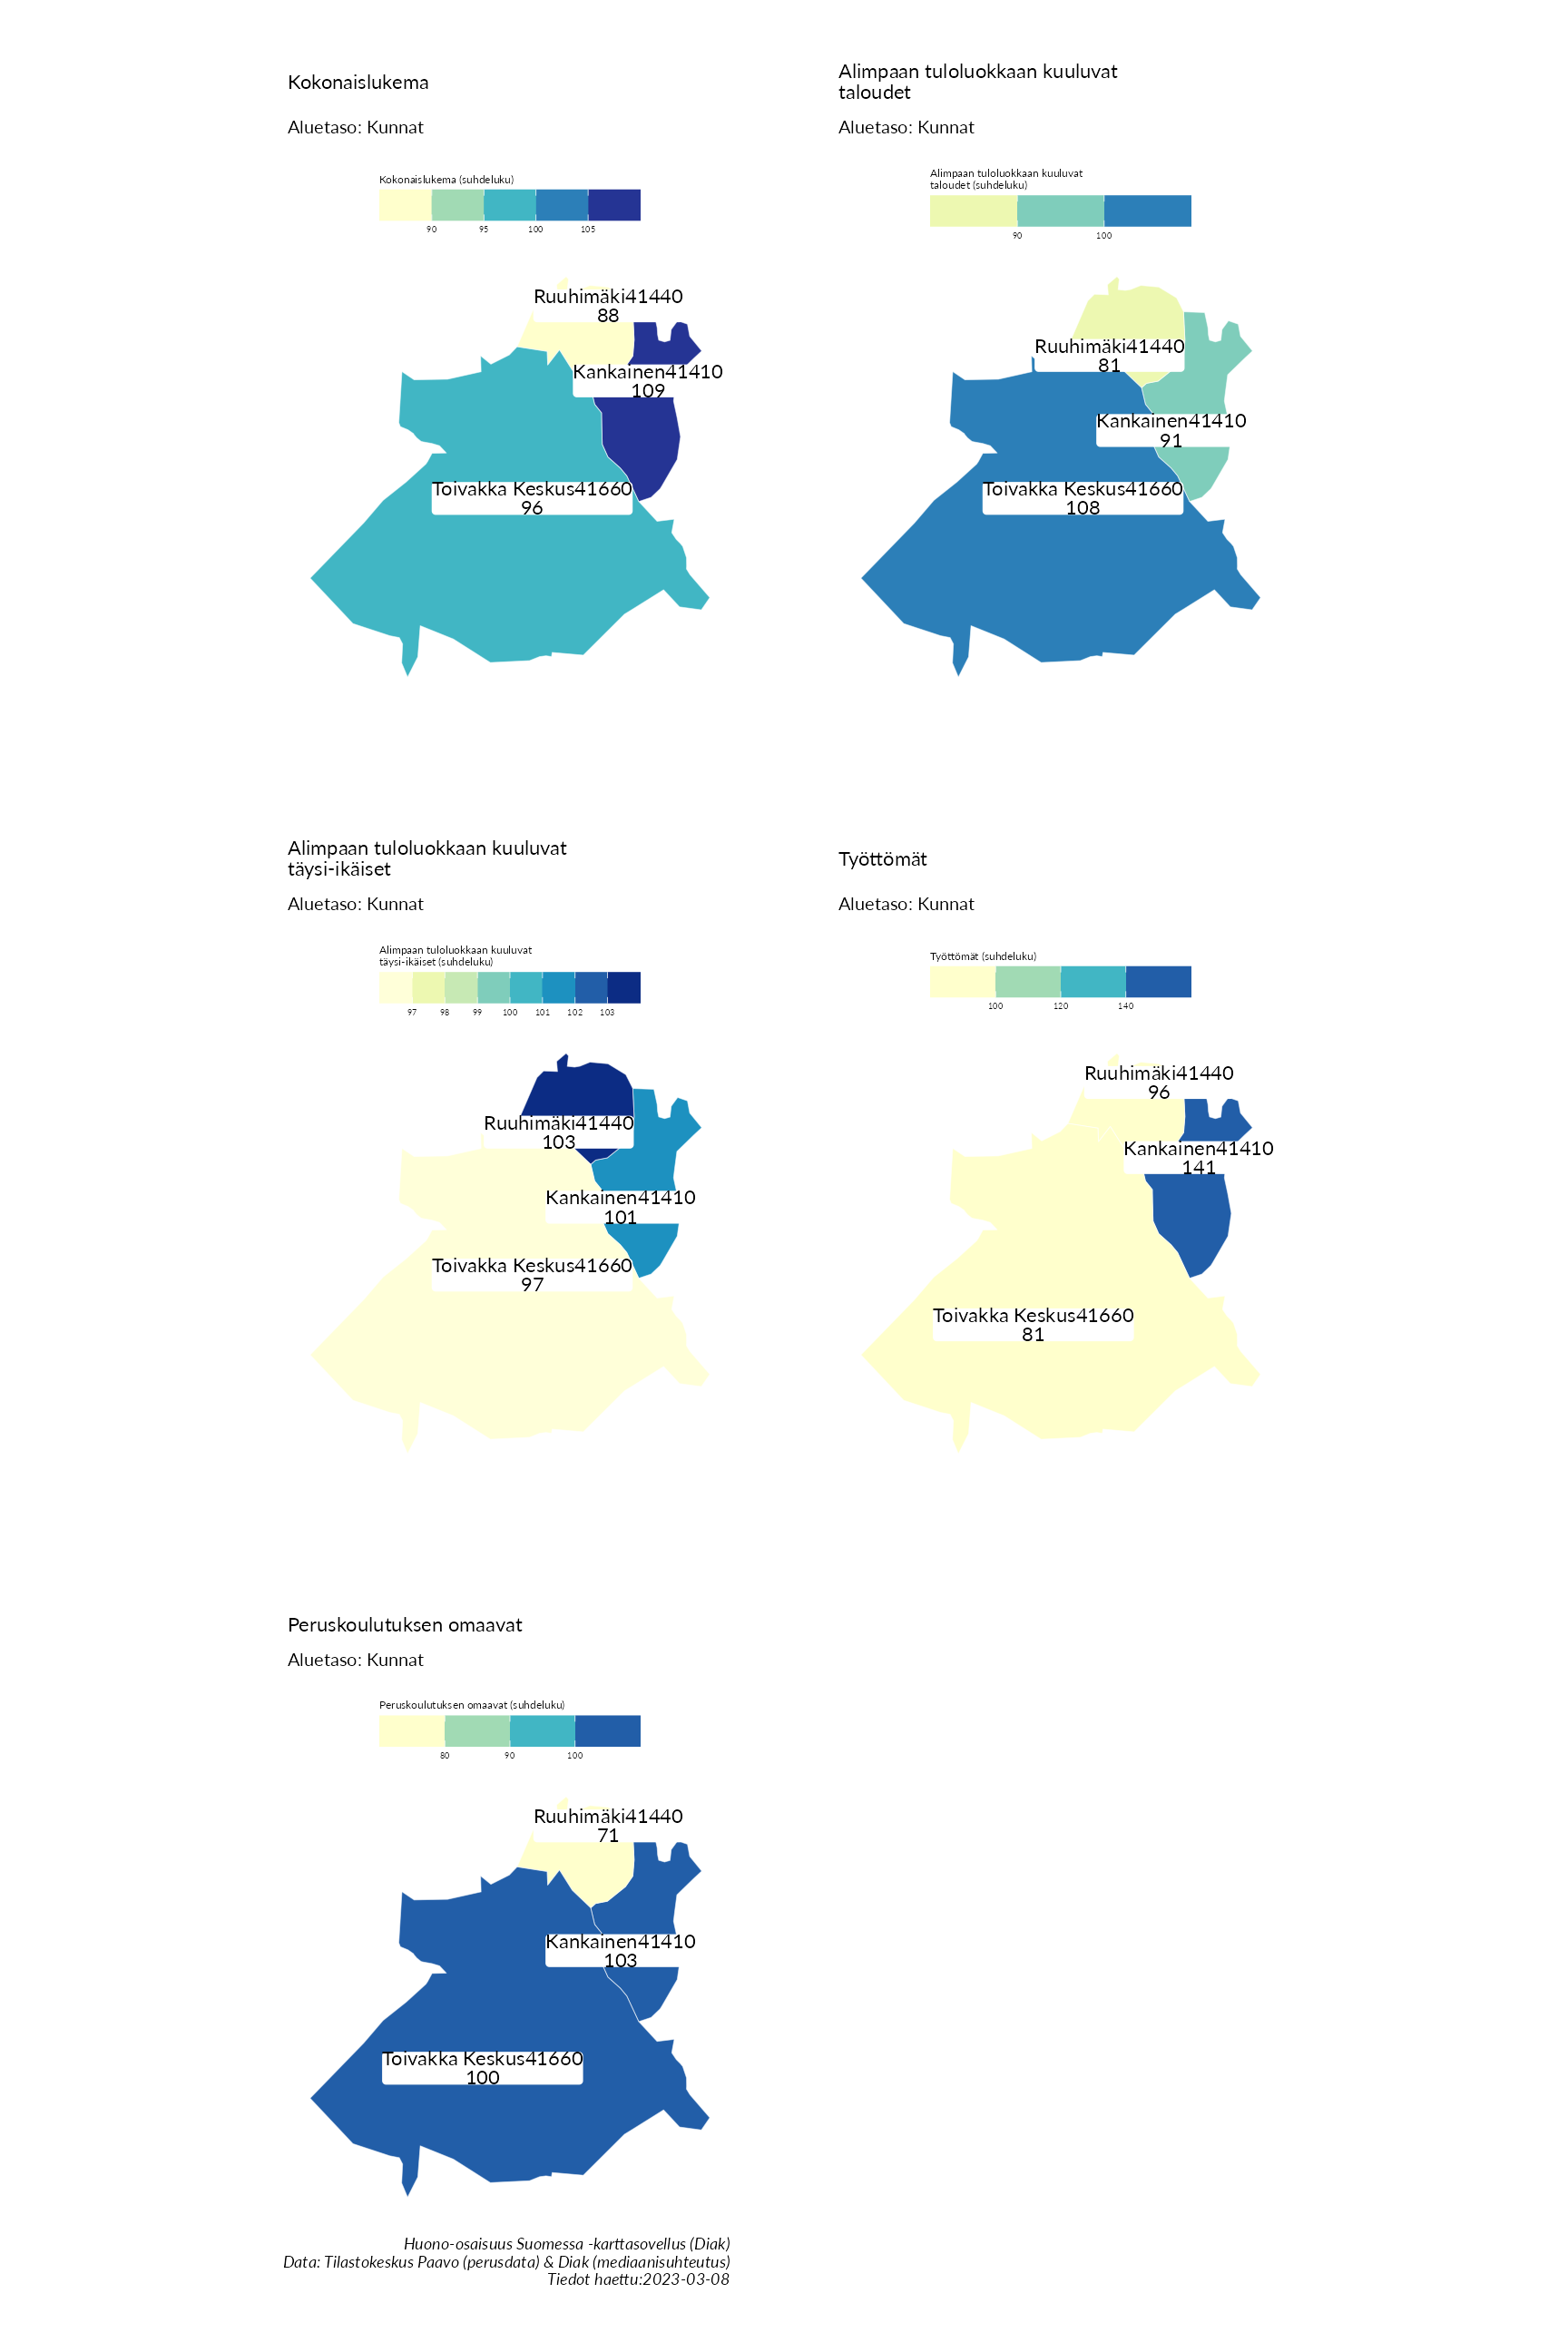 Kokonaislukema
Aluetaso: Kunnat
Kokonaislukema (suhdeluku)
90 95 100 105
Ruuhimäki41440
88
Kankainen41410
109
Toivakka Keskus41660
96
Alimpaan tuloluokkaan kuuluvat
taloudet
Aluetaso: Kunnat
Alimpaan tuloluokkaan kuuluvat
taloudet (suhdeluku)
90 100
Ruuhimäki41440
81
Kankainen41410
91
Toivakka Keskus41660
108
Alimpaan tuloluokkaan kuuluvat
täysi-ikäiset
Aluetaso: Kunnat
Alimpaan tuloluokkaan kuuluvat
täysi-ikäiset (suhdeluku)
97 98 99 100 101 102 103
Ruuhimäki41440
103
Kankainen41410
101
Toivakka Keskus41660
97
Työttömät
Aluetaso: Kunnat
Työttömät (suhdeluku)
100 120 140
Ruuhimäki41440
96
Kankainen41410
141
Toivakka Keskus41660
81
Peruskoulutuksen omaavat
Aluetaso: Kunnat
Peruskoulutuksen omaavat (suhdeluku)
80 90 100
Ruuhimäki41440
71
Kankainen41410
103
Toivakka Keskus41660
100
Huono-osaisuus Suomessa -karttasovellus (Diak)
Data: Tilastokeskus Paavo (perusdata) & Diak (mediaanisuhteutus)
Tiedot haettu:2023-03-08